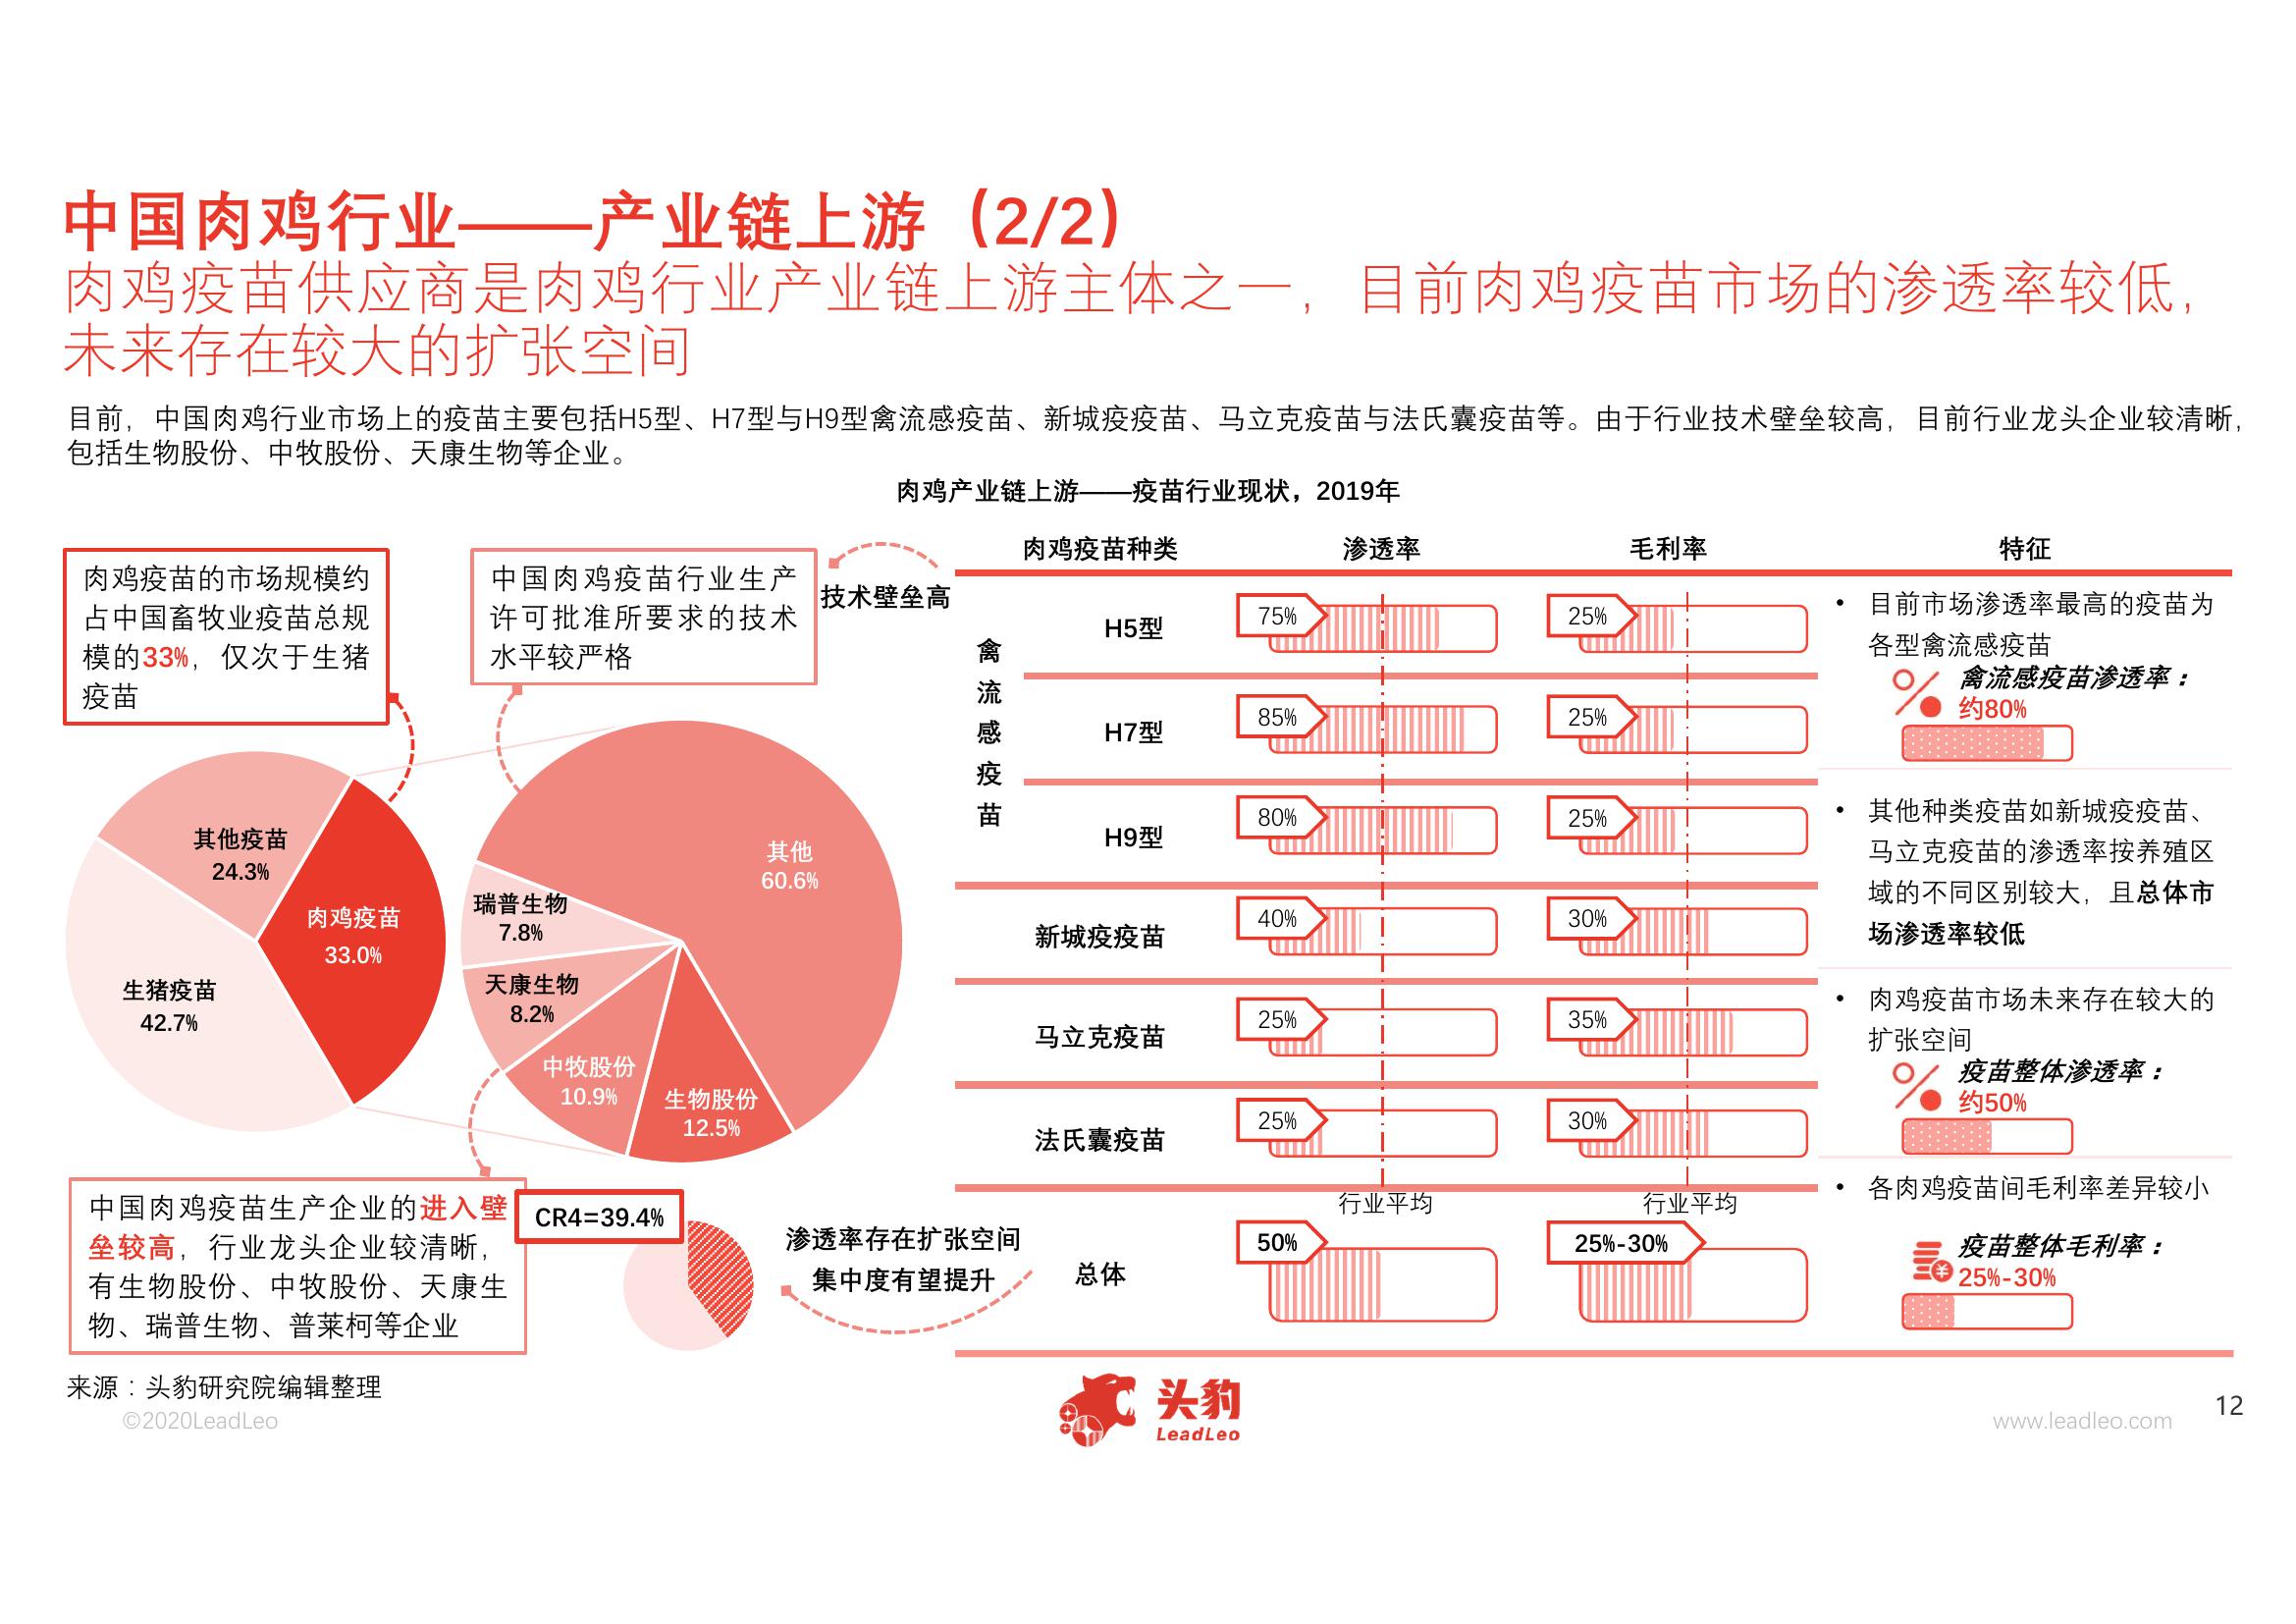 中国肉鸡行业——产业链上游（2/2）
肉鸡疫苗供应商是肉鸡行业产业链上游主体之一，目前肉鸡疫苗市场的渗透率较低，
未来存在较大的扩张空间
目前，中国肉鸡行业市场上的疫苗主要包括H5型、H7型与H9型禽流感疫苗、新城疫疫苗、马立克疫苗与法氏囊疫苗等。由于行业技术壁垒较高，目前行业龙头企业较清晰，
包括生物股份、中牧股份、天康生物等企业。
肉鸡产业链上游——疫苗行业现状，2019年
肉鸡疫苗的市场规模约
占中国畜牧业疫苗总规
模的33%，仅次于生猪
疫苗
中国肉鸡疫苗行业生产
许可批准所要求的技术
水平较严格
技术壁垒高
其他疫苗
24.3%
肉鸡疫苗
33.0%
生猪疫苗
42.7%
其他
60.6%
瑞普生物
7.8%
天康生物
8.2%
中牧股份
10.9%
生物股份
12.5%
中国肉鸡疫苗生产企业的进入壁
垒较高，行业龙头企业较清晰，
有生物股份、中牧股份、天康生
物、瑞普生物、普莱柯等企业
CR4=39.4%
渗透率存在扩张空间
集中度有望提升
肉鸡疫苗种类 渗透率 毛利率 特征
禽流感疫苗
H5型 75% 25%
H7型 85% 25%
H9型 80% 25%
新城疫疫苗 40% 30%
马立克疫苗 25% 35%
法氏囊疫苗 25% 30%
行业平均 行业平均
总体 50% 25%-30%
• 目前市场渗透率最高的疫苗为
各型禽流感疫苗
禽流感疫苗渗透率：
约80%
• 其他种类疫苗如新城疫疫苗、
马立克疫苗的渗透率按养殖区
域的不同区别较大，且总体市
场渗透率较低
• 肉鸡疫苗市场未来存在较大的
扩张空间
疫苗整体渗透率：
约50%
• 各肉鸡疫苗间毛利率差异较小
疫苗整体毛利率：
25%-30%
来源：头豹研究院编辑整理
©2020LeadLeo
头豹
LeadLeo
www.leadleo.com
12